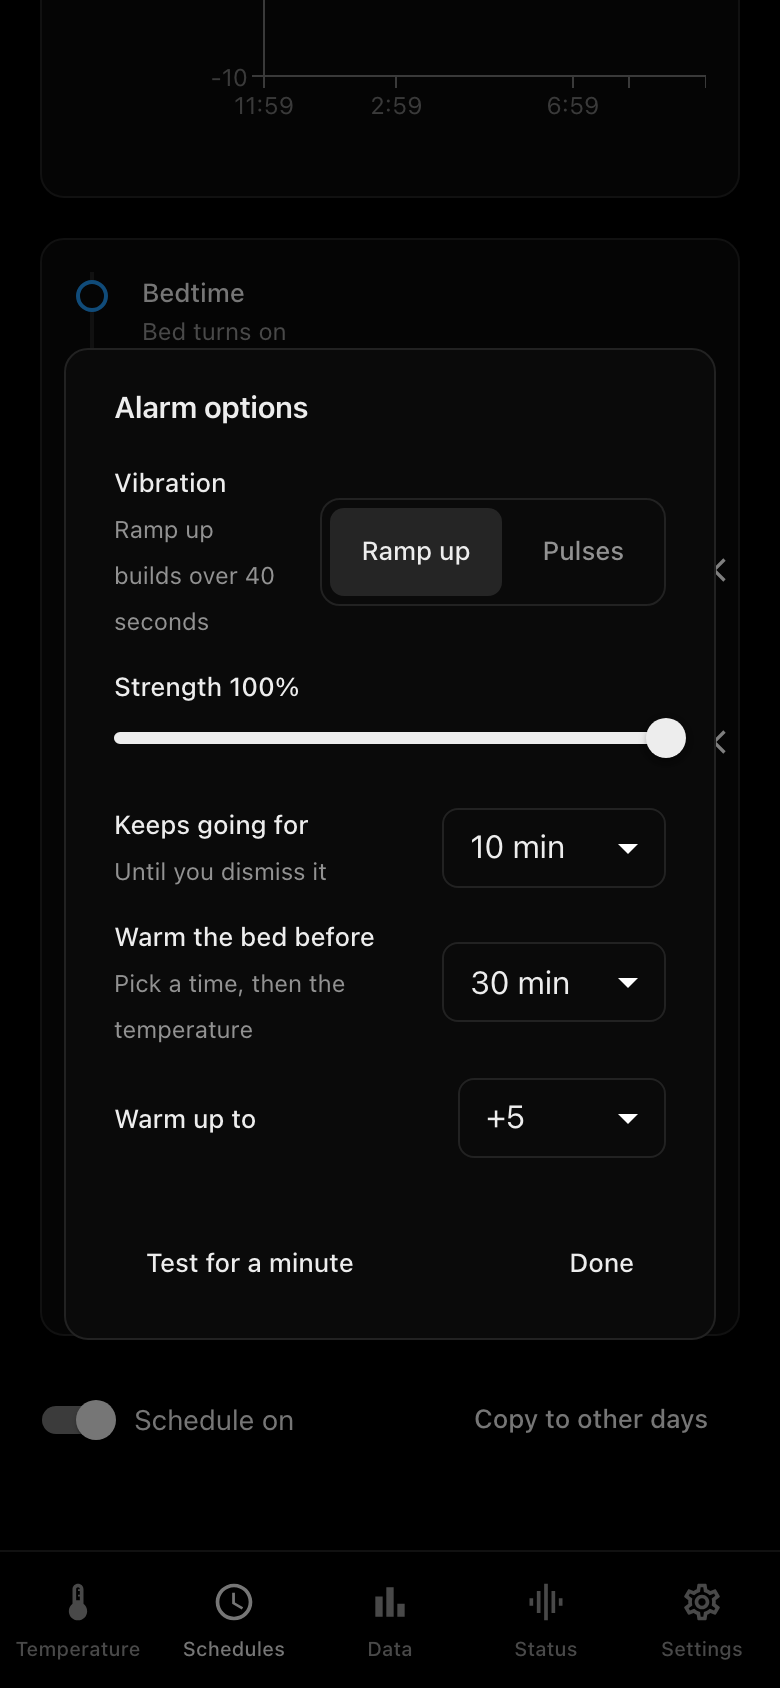 -10
11:59 2:59 6:59
Bedtime
Bed turns on
Alarm options
Vibration
Ramp up
builds over 40
seconds
Ramp up Pulses
Strength 100%
Keeps going for
Until you dismiss it
10 min
Warm the bed before
Pick a time, then the
temperature
30 min
Warm up to
+5
Test for a minute Done
Schedule on Copy to other days
Temperature Schedules Data Status Settings